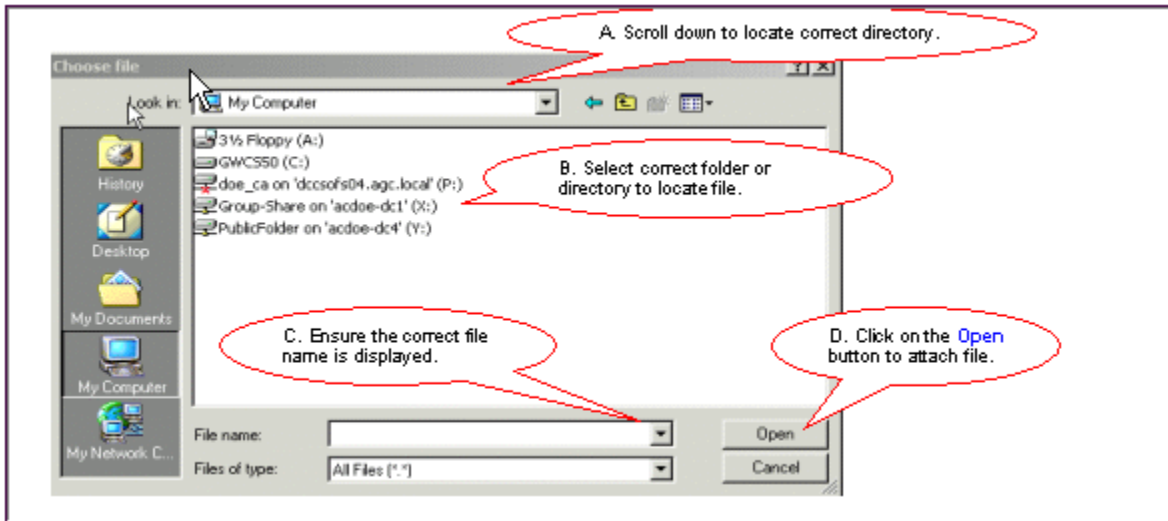 A. Scroll down to locate correct directory.
Choose file
Look in:
My Computer
3½ Floppy (A:)
GWCS50 (C:)
doe_ca on 'dccsofs04.agc.local' (P:)
Group-Share on 'acdoe-dc1' (X:)
PublicFolder on 'acdoe-dc4' (Y:)
B. Select correct folder or
directory to locate file.
History
Desktop
My Documents
My Computer
My Network C...
C. Ensure the correct file
name is displayed.
D. Click on the Open
button to attach file.
File name:
Open
Files of type:
All Files (*.*)
Cancel